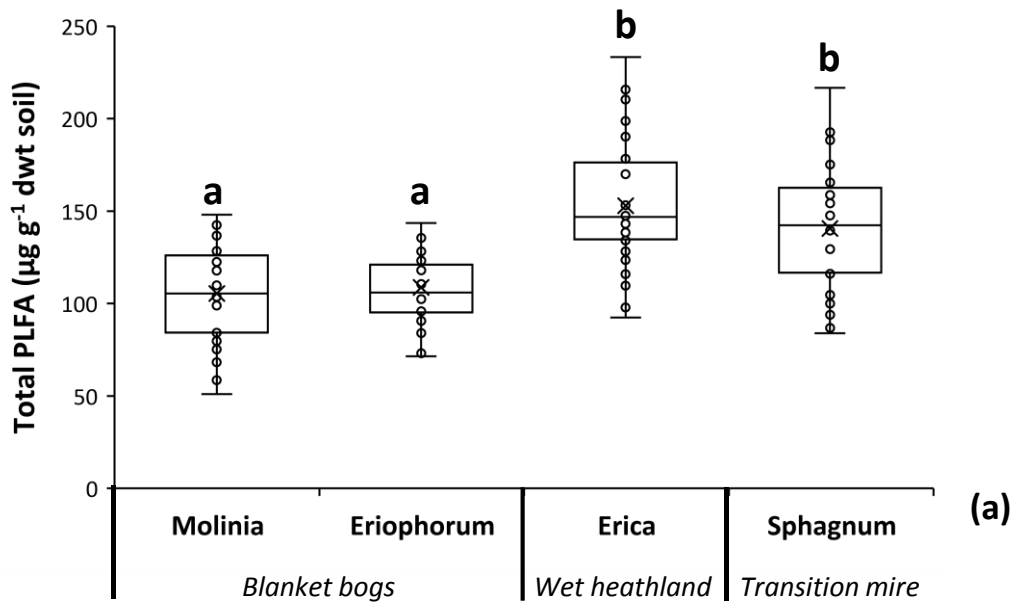 Total PLFA (µg g⁻¹ dwt soil)
250
200
150
100
50
0
a
a
b
b
Molinia Eriophorum Erica Sphagnum
Blanket bogs Wet heathland Transition mire
(a)